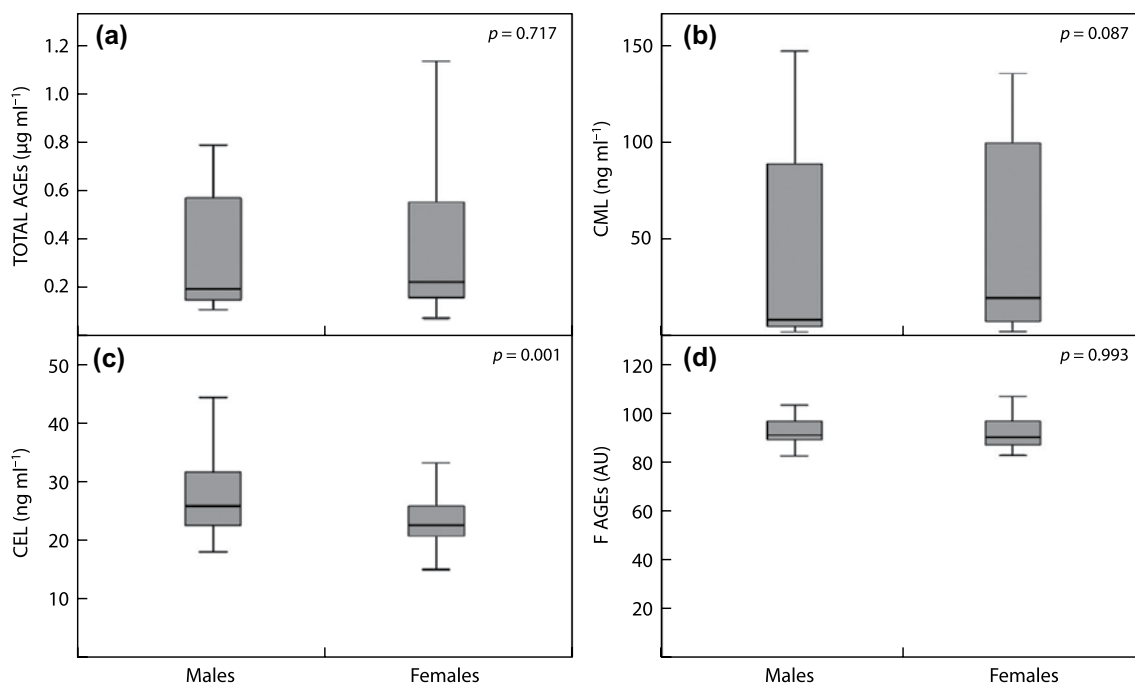 (a)
p = 0.717
TOTAL AGEs (μg ml⁻¹)
1.2
1.0
0.8
0.6
0.4
0.2
(b)
p = 0.087
CML (ng ml⁻¹)
150
100
50
(c)
p = 0.001
CEL (ng ml⁻¹)
50
40
30
20
10
Males
Females
(d)
p = 0.993
F AGEs (AU)
120
100
80
60
40
20
Males
Females